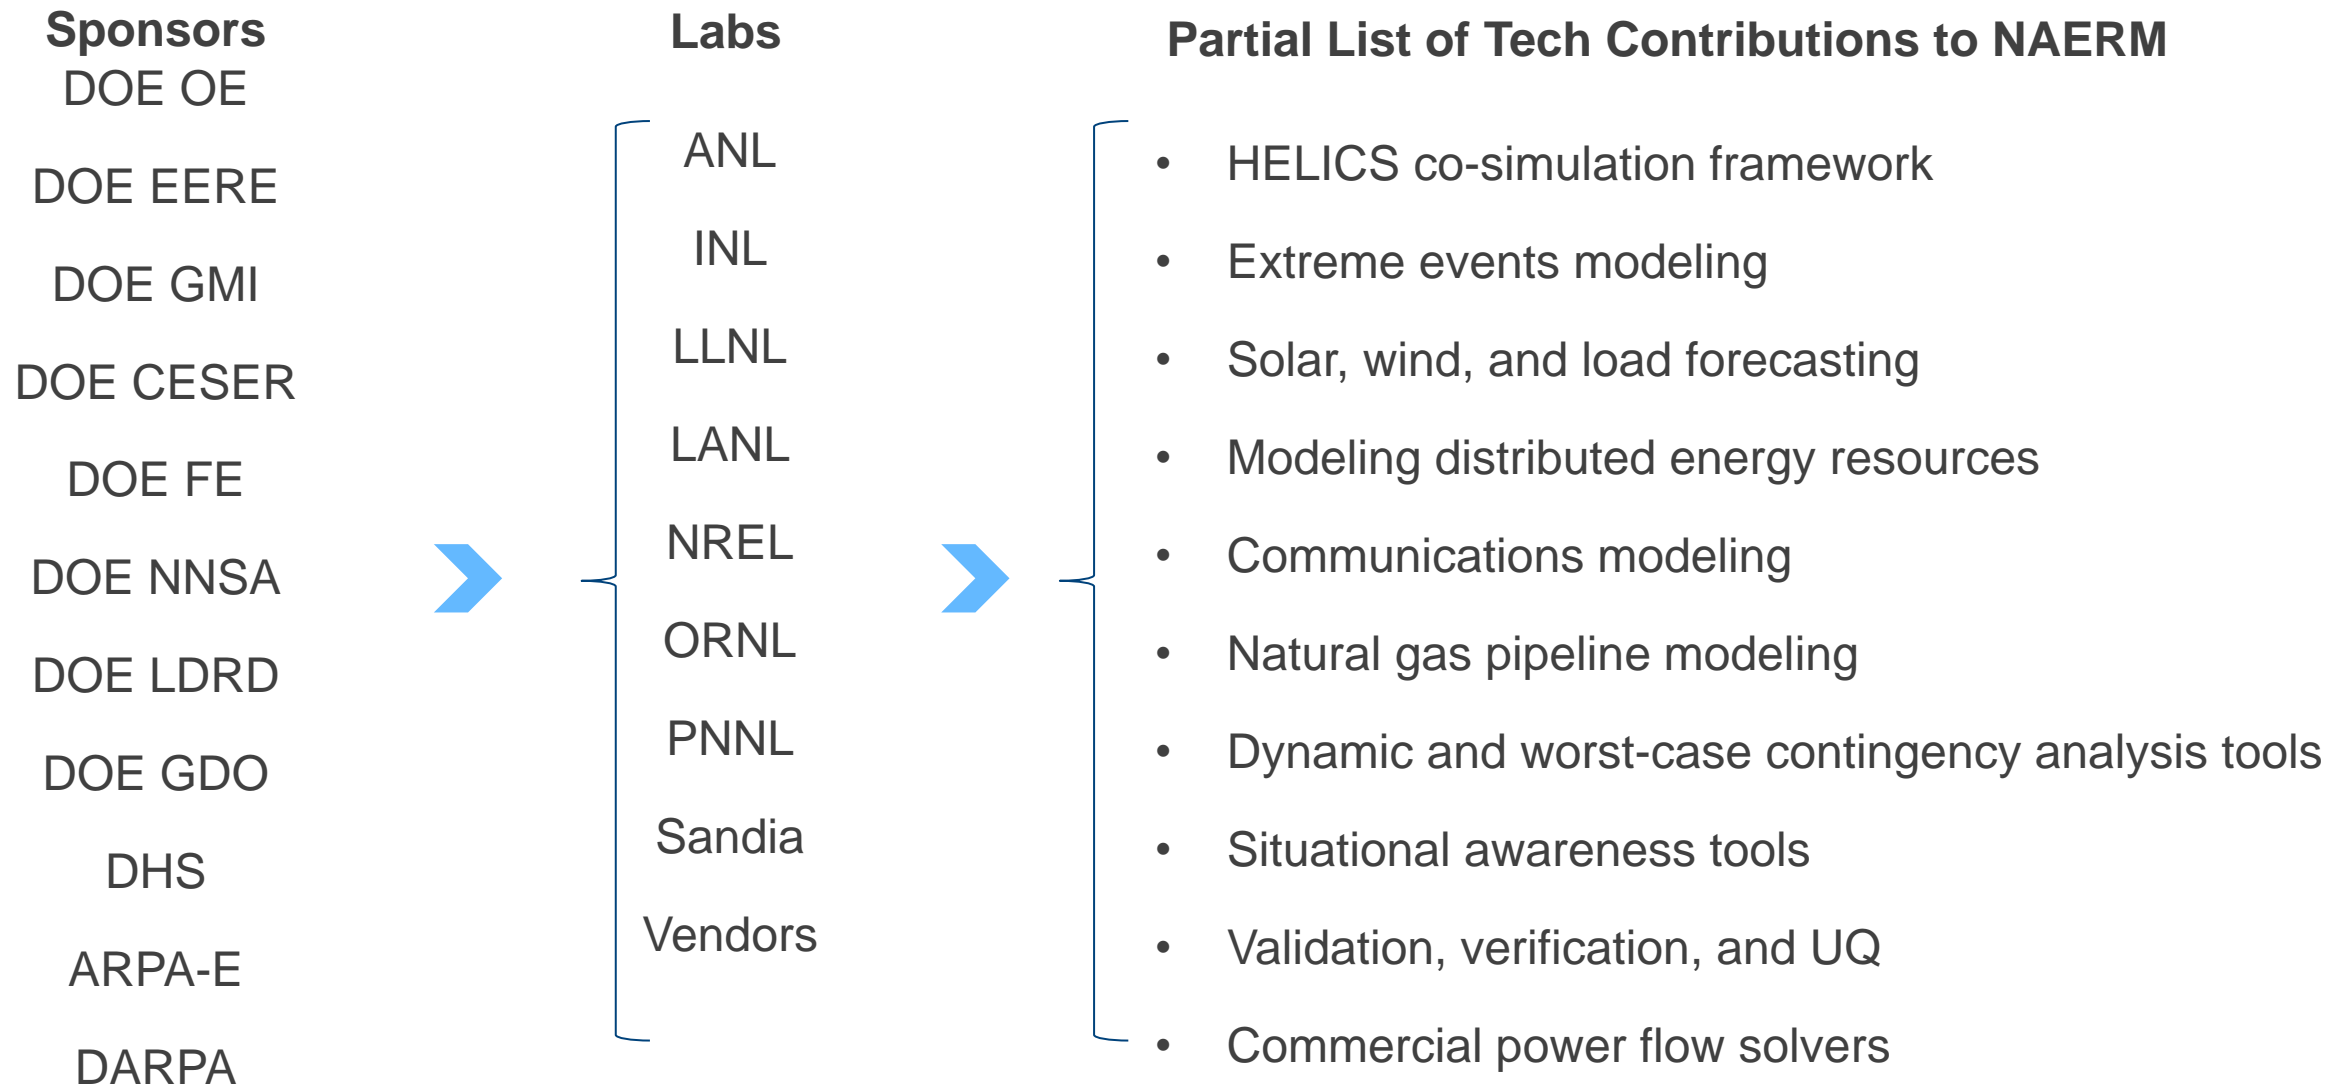 Sponsors
DOE OE
DOE EERE
DOE GMI
DOE CESER
DOE FE
DOE NNSA
DOE LDRD
DOE GDO
DHS
ARPA-E
DARPA
Labs
ANL
INL
LLNL
LANL
NREL
ORNL
PNNL
Sandia
Vendors
Partial List of Tech Contributions to NAERM
• HELICS co-simulation framework
• Extreme events modeling
• Solar, wind, and load forecasting
• Modeling distributed energy resources
• Communications modeling
• Natural gas pipeline modeling
• Dynamic and worst-case contingency analysis tools
• Situational awareness tools
• Validation, verification, and UQ
• Commercial power flow solvers